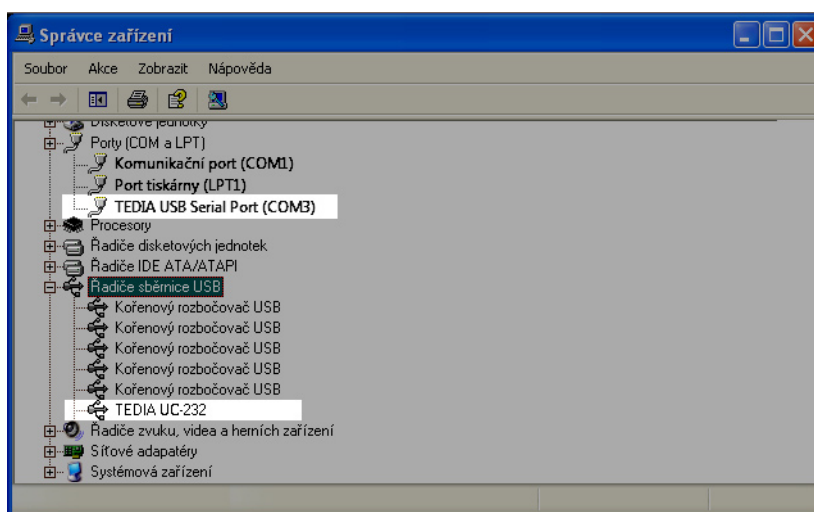 Správce zařízení
Soubor Akce Zobrazit Nápověda
Disketové jednotky
Porty (COM a LPT)
Komunikační port (COM1)
Port tiskárny (LPT1)
TEDIA USB Serial Port (COM3)
Procesory
Řadiče disketových jednotek
Řadiče IDE ATA/ATAPI
Řadiče sběrnice USB
Kořenový rozbočovač USB
Kořenový rozbočovač USB
Kořenový rozbočovač USB
Kořenový rozbočovač USB
Kořenový rozbočovač USB
TEDIA UC-232
Řadiče zvuku, videa a herních zařízení
Síťové adaptéry
Systémová zařízení